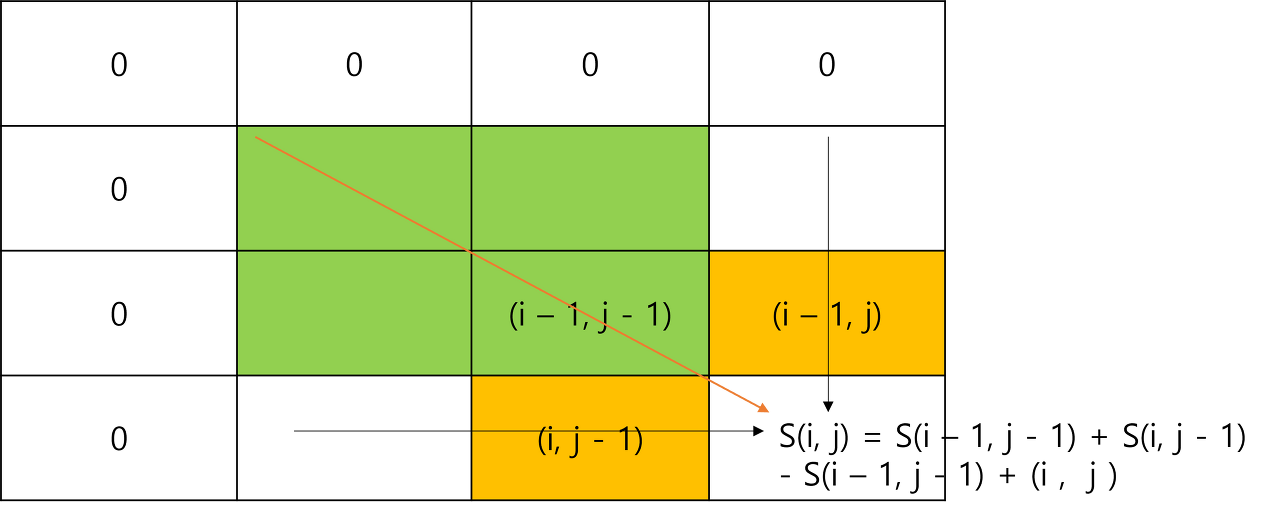 0 0 0 0
0
0 (i – 1, j - 1) (i – 1, j)
0 (i, j - 1) S(i, j) = S(i – 1, j - 1) + S(i, j - 1)
- S(i – 1, j - 1) + (i , j )